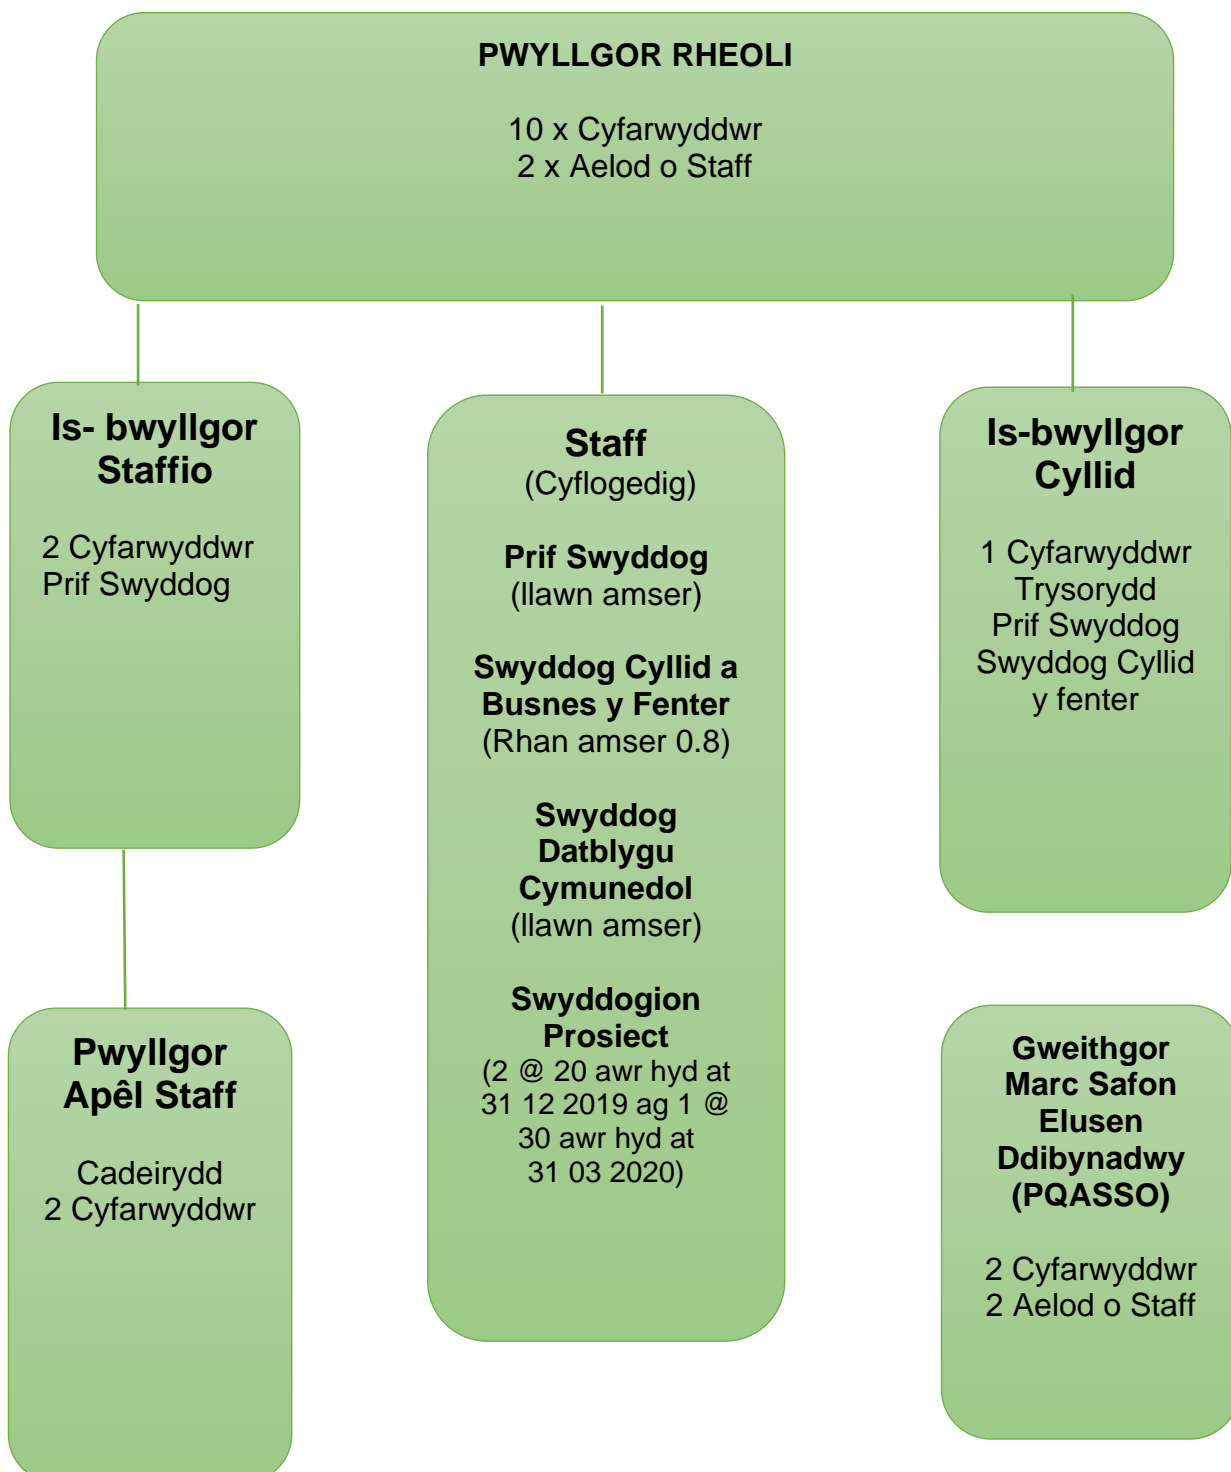 PWYLLGOR RHEOLI
10 x Cyfarwyddwr
2 x Aelod o Staff
Is- bwyllgor
Staffio
2 Cyfarwyddwr
Prif Swyddog
Staff
(Cyflogedig)
Prif Swyddog
(llawn amser)
Swyddog Cyllid a
Busnes y Fenter
(Rhan amser 0.8)
Swyddog
Datblygu
Cymunedol
(llawn amser)
Swyddogion
Prosiect
(2 @ 20 awr hyd at
31 12 2019 ag 1 @
30 awr hyd at
31 03 2020)
Is-bwyllgor
Cyllid
1 Cyfarwyddwr
Trysorydd
Prif Swyddog
Swyddog Cyllid
y fenter
Pwyllgor
Apêl Staff
Cadeirydd
2 Cyfarwyddwr
Gweithgor
Marc Safon
Elusen
Ddibynadwy
(PQASSO)
2 Cyfarwyddwr
2 Aelod o Staff